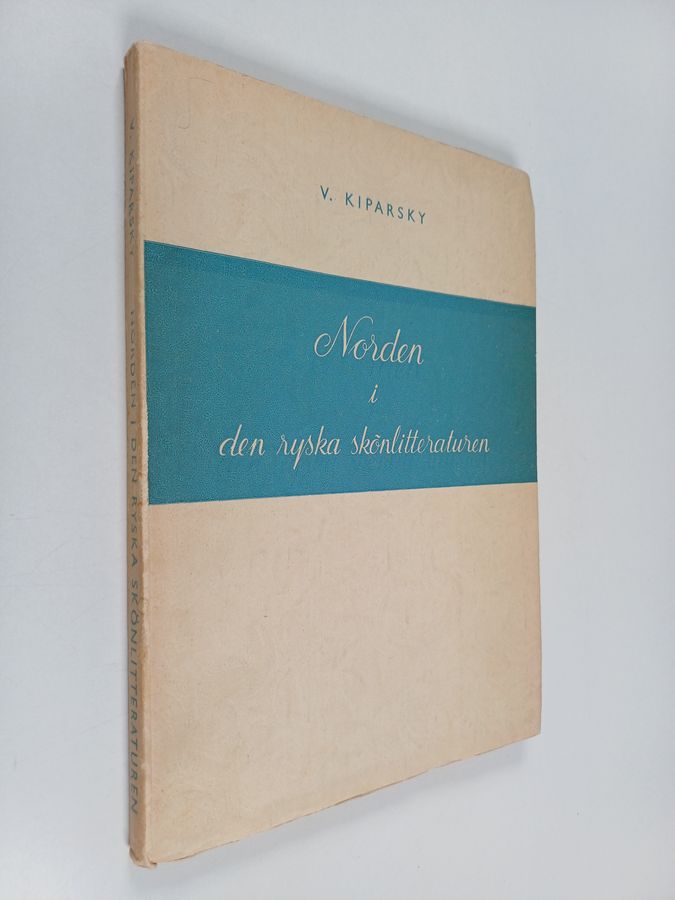 V. KIPARSKY
Norden
i
den ryska skönlitteraturen
V. KIPARSKY NORDEN I DEN RYSKA SKÖNLITTERATUREN